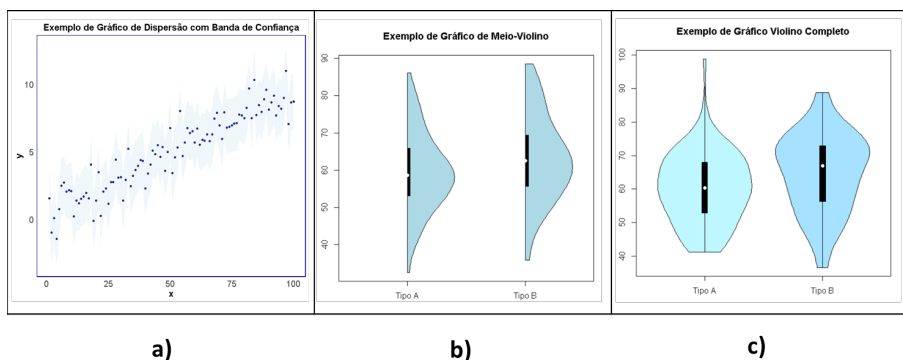 Exemplo de Gráfico de Dispersão com Banda de Confiança
10
5
0
y
0 25 50 75 100
x
a)
Exemplo de Gráfico de Meio-Violino
90
80
70
60
50
40
Tipo A Tipo B
b)
Exemplo de Gráfico Violino Completo
100
90
80
70
60
50
40
Tipo A Tipo B
c)